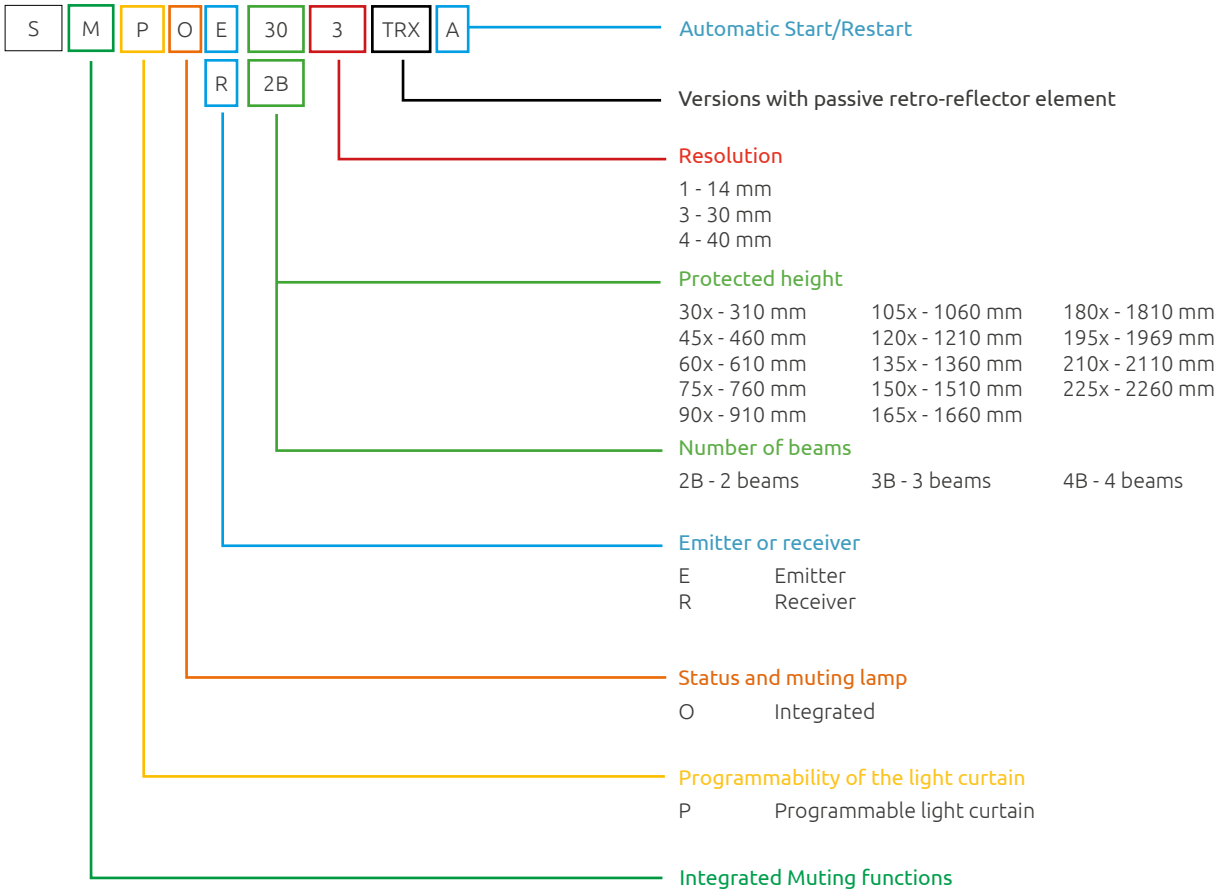 S M P O E 30 3 TRX A Automatic Start/Restart
R 2B
Versions with passive retro-reflector element
Resolution
1 - 14 mm
3 - 30 mm
4 - 40 mm
Protected height
30x - 310 mm 105x - 1060 mm 180x - 1810 mm
45x - 460 mm 120x - 1210 mm 195x - 1969 mm
60x - 610 mm 135x - 1360 mm 210x - 2110 mm
75x - 760 mm 150x - 1510 mm 225x - 2260 mm
90x - 910 mm 165x - 1660 mm
Number of beams
2B - 2 beams 3B - 3 beams 4B - 4 beams
Emitter or receiver
E Emitter
R Receiver
Status and muting lamp
O Integrated
Programmability of the light curtain
P Programmable light curtain
Integrated Muting functions